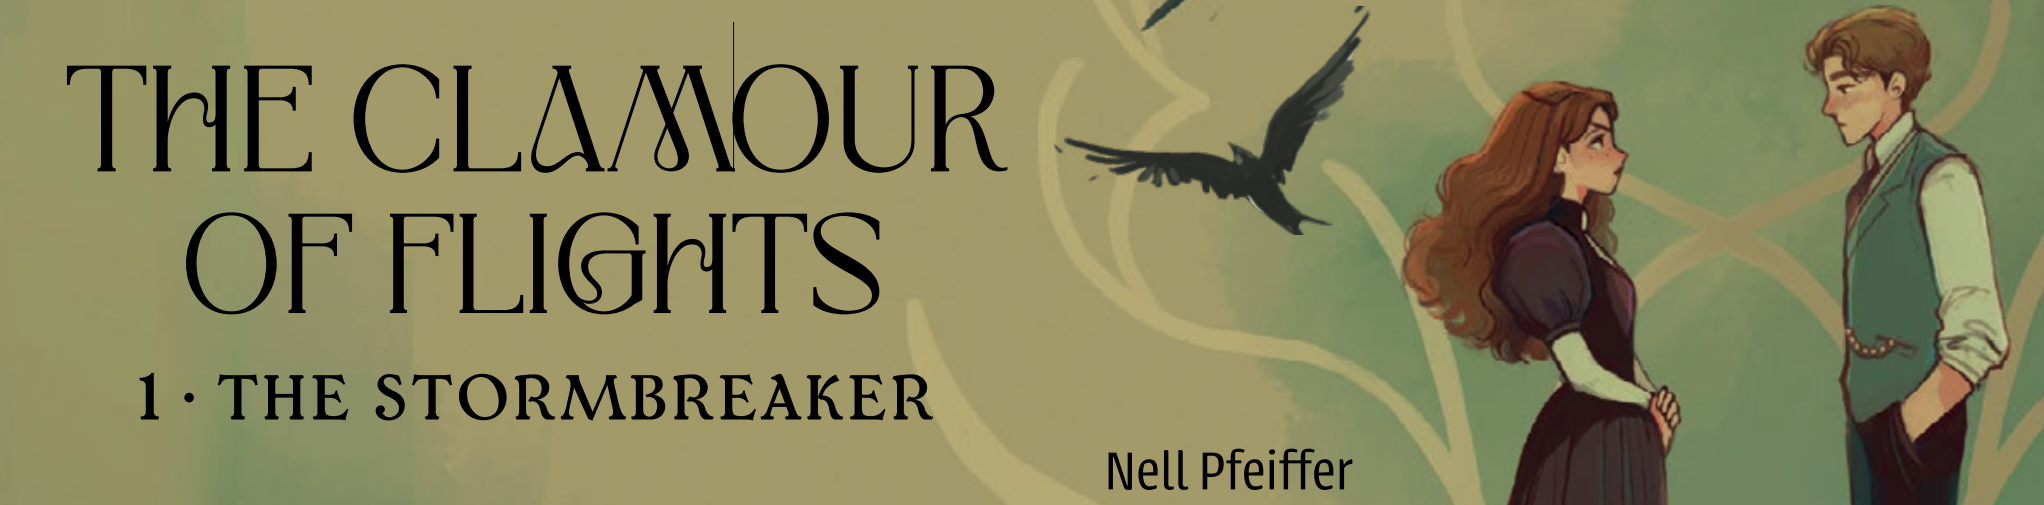 THE CLAMOUR
OF FLIGHTS
1 · THE STORMBREAKER
Nell Pfeiffer